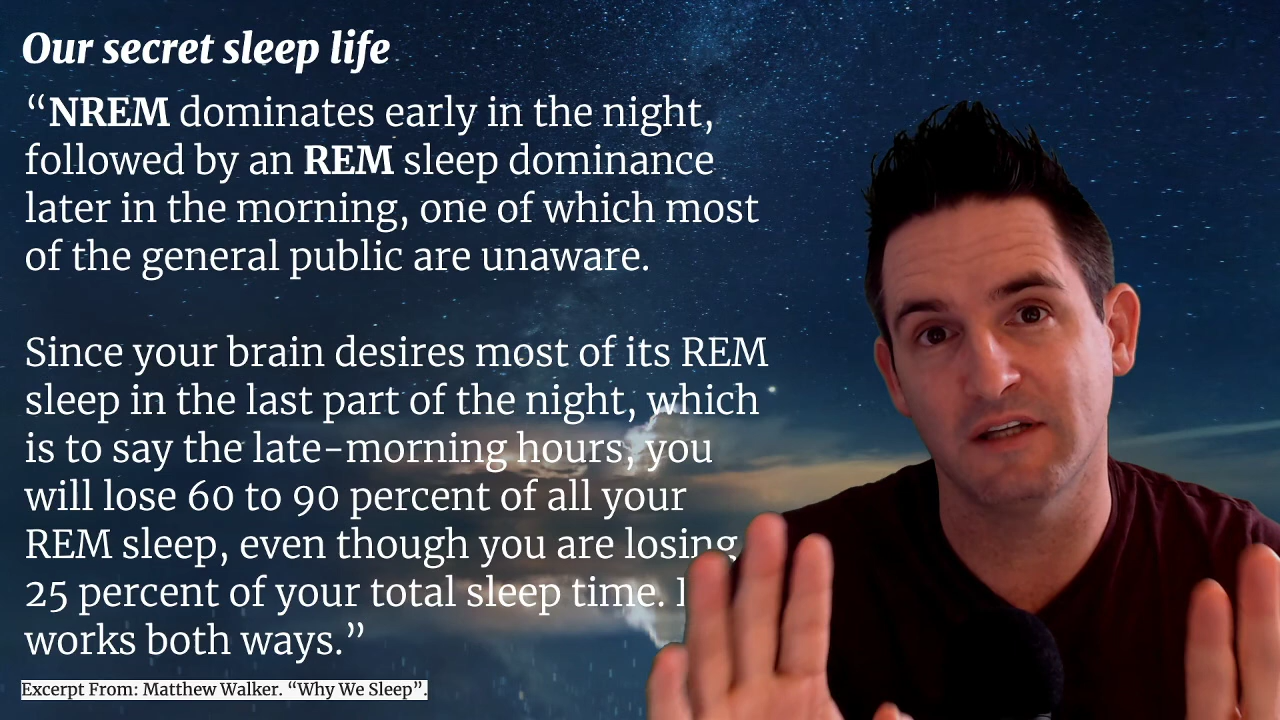 Our secret sleep life
“NREM dominates early in the night,
followed by an REM sleep dominance
later in the morning, one of which most
of the general public are unaware.
Since your brain desires most of its REM
sleep in the last part of the night, which
is to say the late-morning hours, you
will lose 60 to 90 percent of all your
REM sleep, even though you are losing
25 percent of your total sleep time.
works both ways.”
Excerpt From: Matthew Walker. “Why We Sleep”.